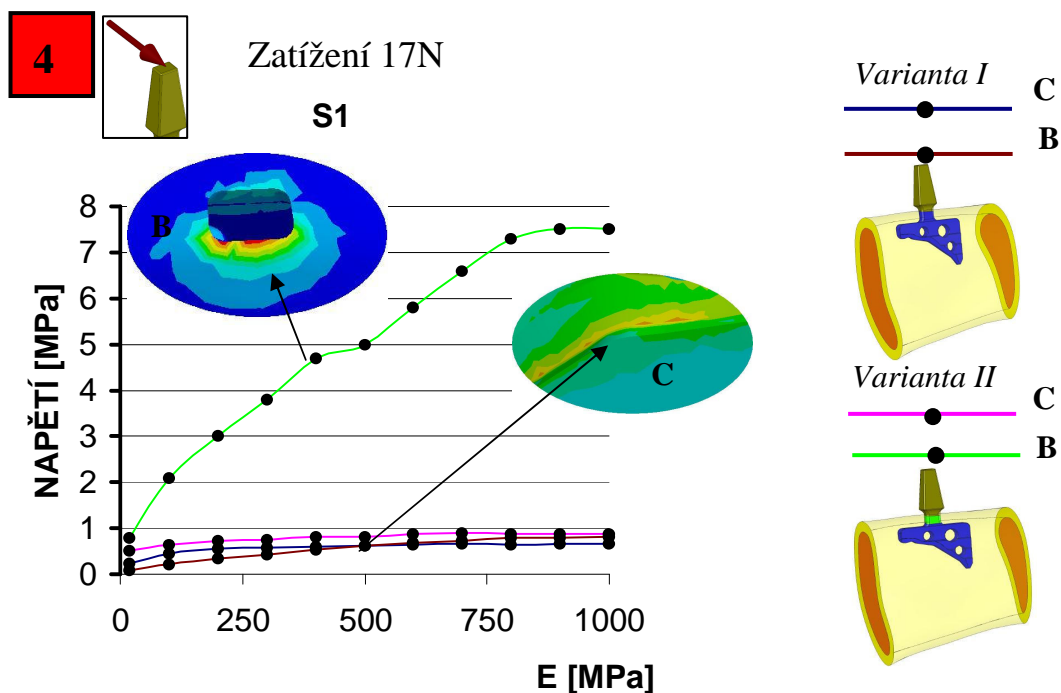 4
Zatížení 17N
S1
NAPĚTÍ [MPa]
8
7
6
5
4
3
2
1
0
B
C
0 250 500 750 1000
E [MPa]
Varianta I
C
B
Varianta II
C
B